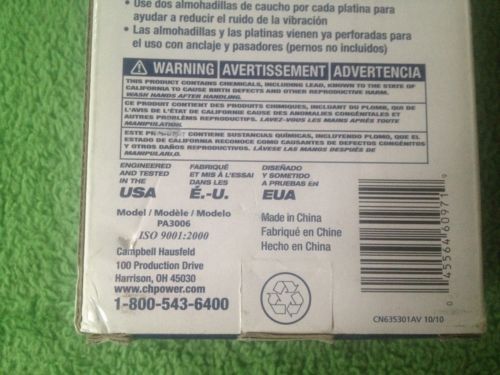 • Use dos almohadillas de caucho por cada platina para
ayudar a reducir el ruido de la vibración
• Las almohadillas y las platinas vienen ya perforadas para
el uso con anclaje y pasadores (pernos no incluidos)
WARNING AVERTISSEMENT ADVERTENCIA
THIS PRODUCT CONTAINS CHEMICALS, INCLUDING LEAD, KNOWN TO THE STATE OF
CALIFORNIA TO CAUSE BIRTH DEFECTS AND OTHER REPRODUCTIVE HARM.
WASH HANDS AFTER HANDLING.
CE PRODUIT CONTIENT DES PRODUITS CHIMIQUES, INCLUANT DU PLOMB, QUI DE
L'AVIS DE L'ÉTAT DE CALIFORNIE CAUSE DES ANOMALIES CONGÉNITALES ET
AUTRES PROBLÈMES REPRODUCTIFS. LAVEZ-VOUS LES MAINS APRÈS TOUTE
MANIPULATION.
ESTE PRODUCTO CONTIENE SUSTANCIAS QUÍMICAS, INCLUYENDO PLOMO, QUE EL
ESTADO DE CALIFORNIA RECONOCE COMO CAUSANTES DE DEFECTOS CONGÉNITOS
Y OTROS DAÑOS REPRODUCTIVOS. LÁVESE LAS MANOS DESPUÉS DE
MANIPULARLO.
ENGINEERED
AND TESTED
IN THE
USA
FABRIQUÉ
ET MIS À L'ESSAI
DANS LES
É.-U.
DISEÑADO
Y SOMETIDO
A PRUEBAS EN
EUA
Model / Modèle / Modelo
PA3006
ISO 9001:2000
Campbell Hausfeld
100 Production Drive
Harrison, OH 45030
www.chpower.com
1-800-543-6400
Made in China
Fabriqué en Chine
Hecho en China
0 45564 60971 9
CN635301AV 10/10